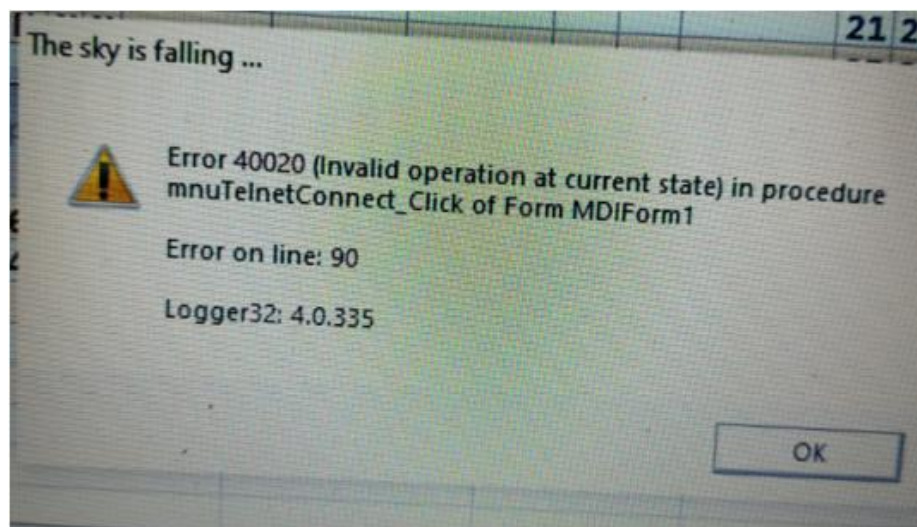 21 2
The sky is falling ...
Error 40020 (Invalid operation at current state) in procedure
mnuTelnetConnect_Click of Form MDIForm1
Error on line: 90
Logger32: 4.0.335
OK